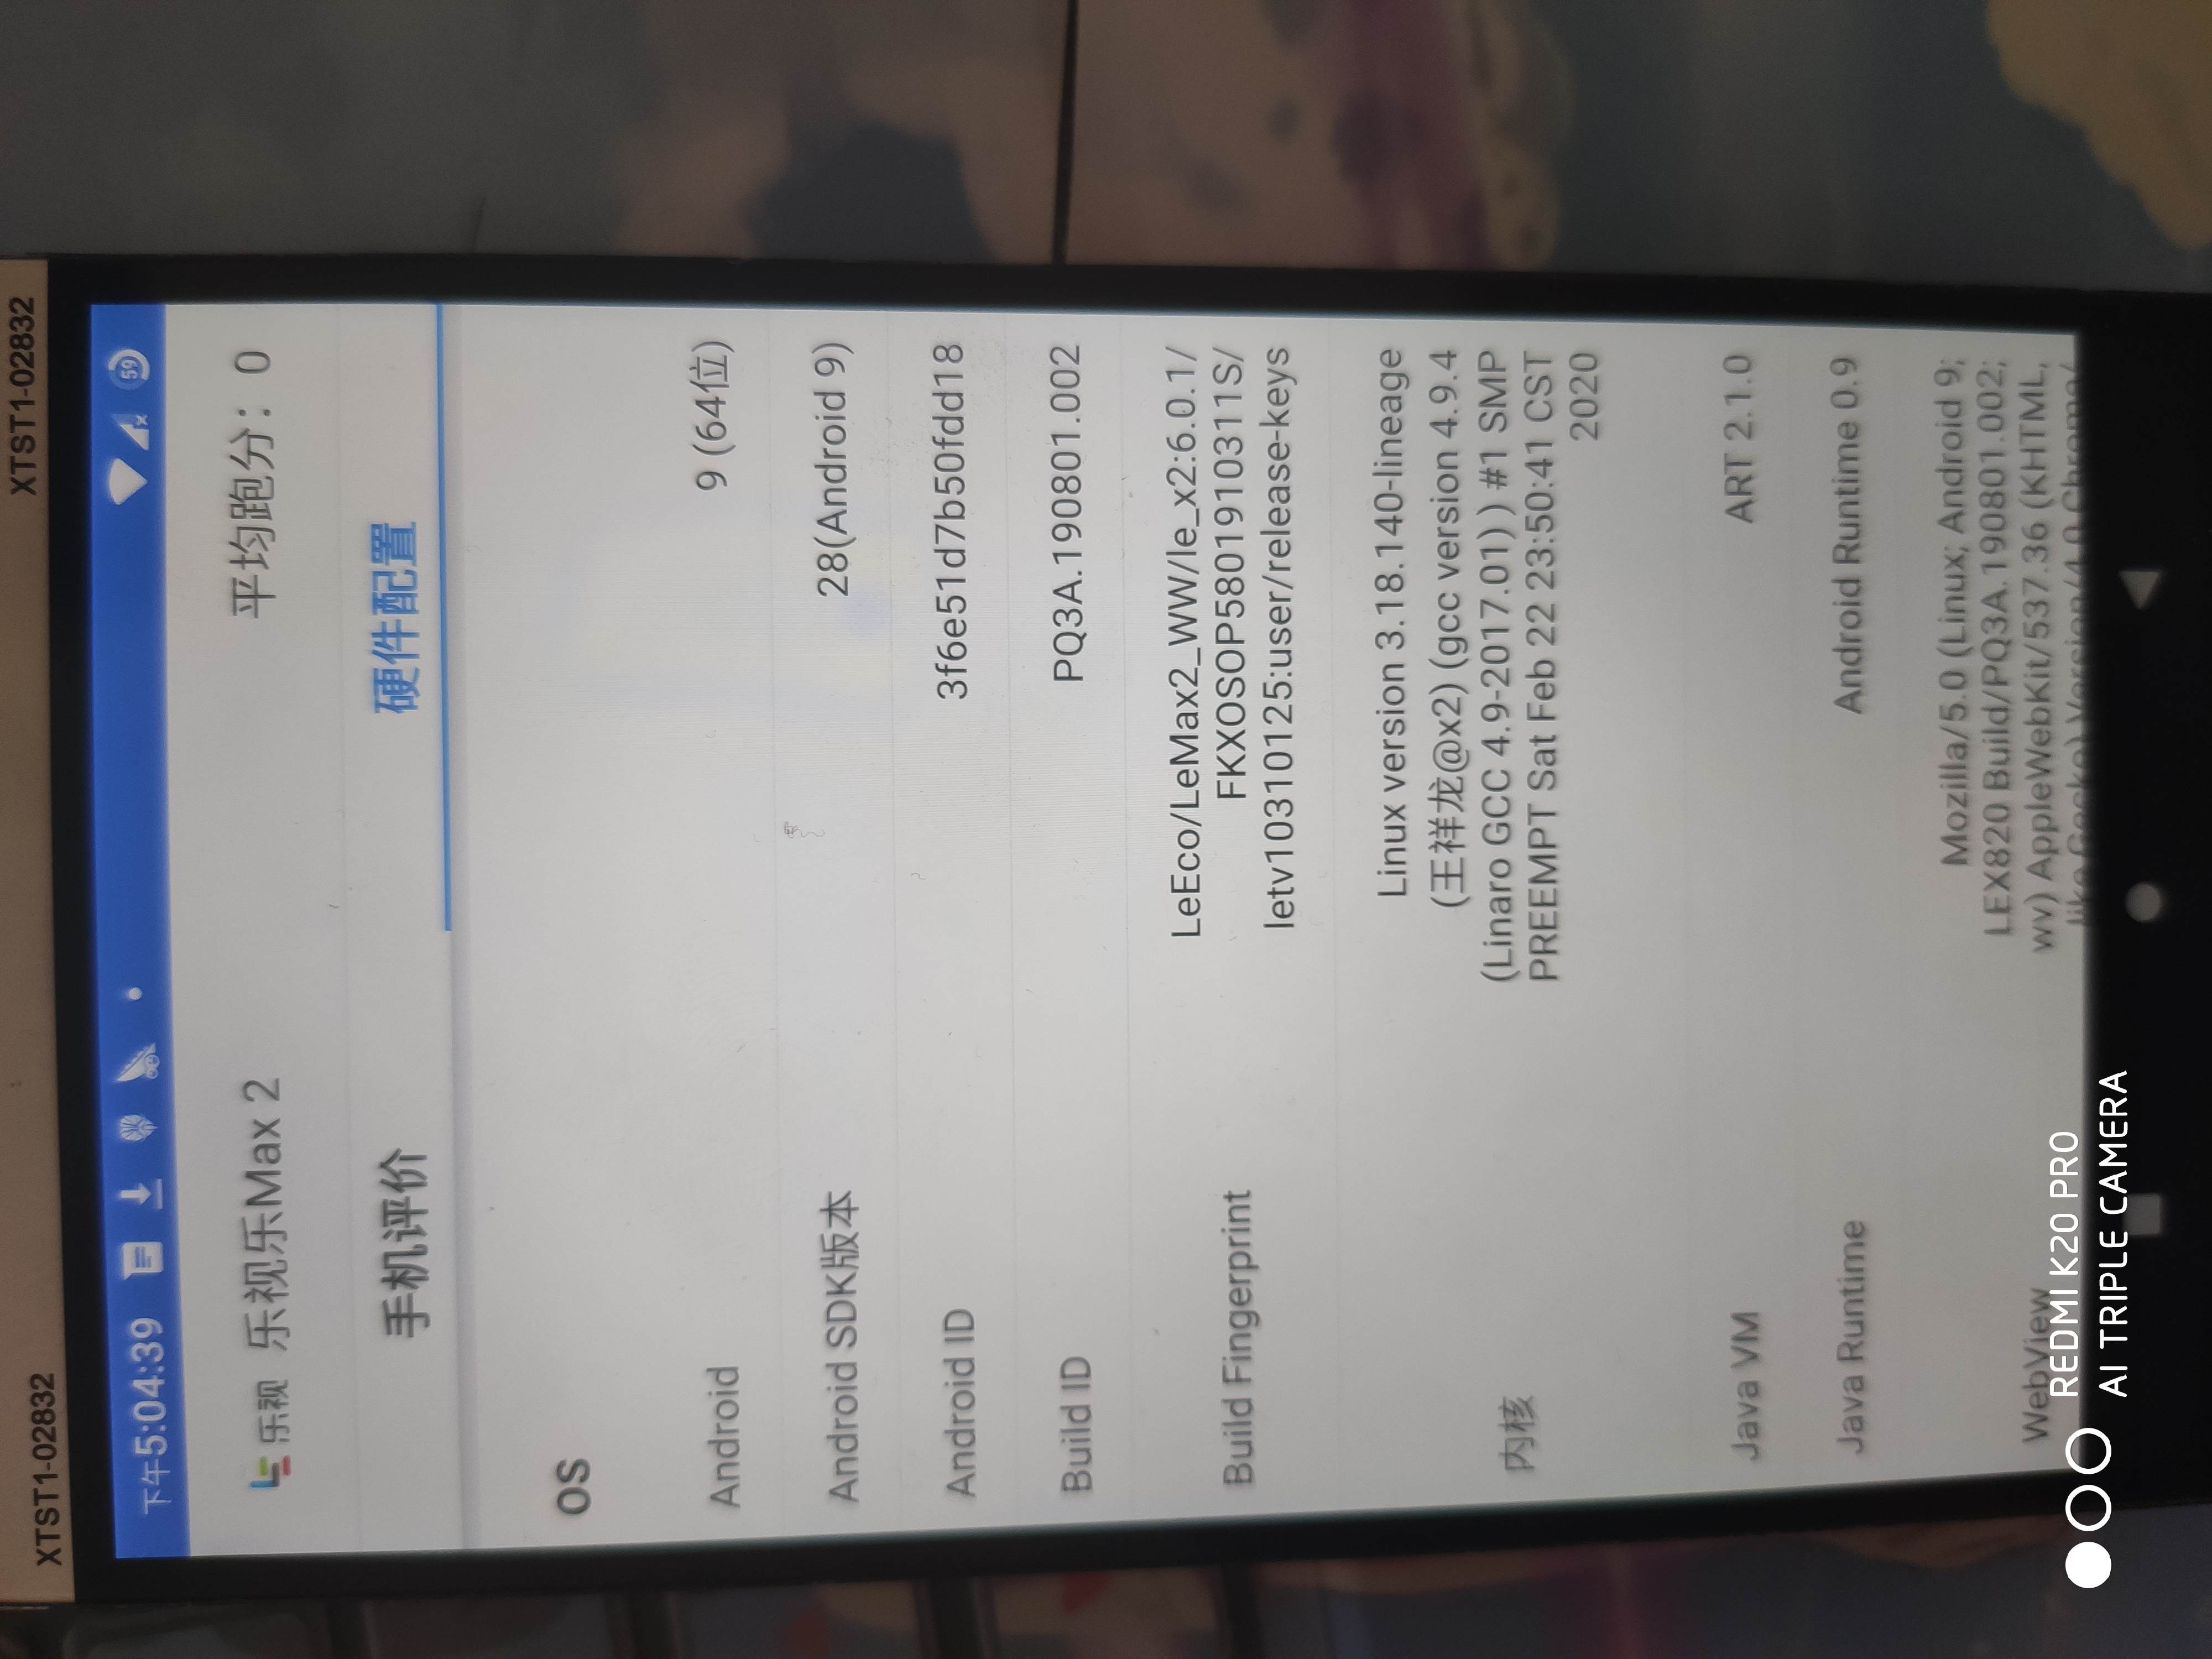 XTST1-02832
XTST1-02832
下午5:04:39
59
乐视 乐视乐Max 2
平均跑分：0
手机评价
硬件配置
OS
Android
9 (64位)
Android SDK版本
28(Android 9)
Android ID
3f6e51d7b50fdd18
Build ID
PQ3A.190801.002
Build Fingerprint
LeEco/LeMax2_WW/le_x2:6.0.1/
FKXOSOP5801910311S/
letv10310125:user/release-keys
内核
Linux version 3.18.140-lineage
(王祥龙@x2) (gcc version 4.9.4
(Linaro GCC 4.9-2017.01) ) #1 SMP
PREEMPT Sat Feb 22 23:50:41 CST
2020
Java VM
ART 2.1.0
Java Runtime
Android Runtime 0.9
WebView
Mozilla/5.0 (Linux; Android 9;
LEX820 Build/PQ3A.190801.002;
wv) AppleWebKit/537.36 (KHTML,
like Gecko) Version/4.0 Chrome/
REDMI K20 PRO
AI TRIPLE CAMERA